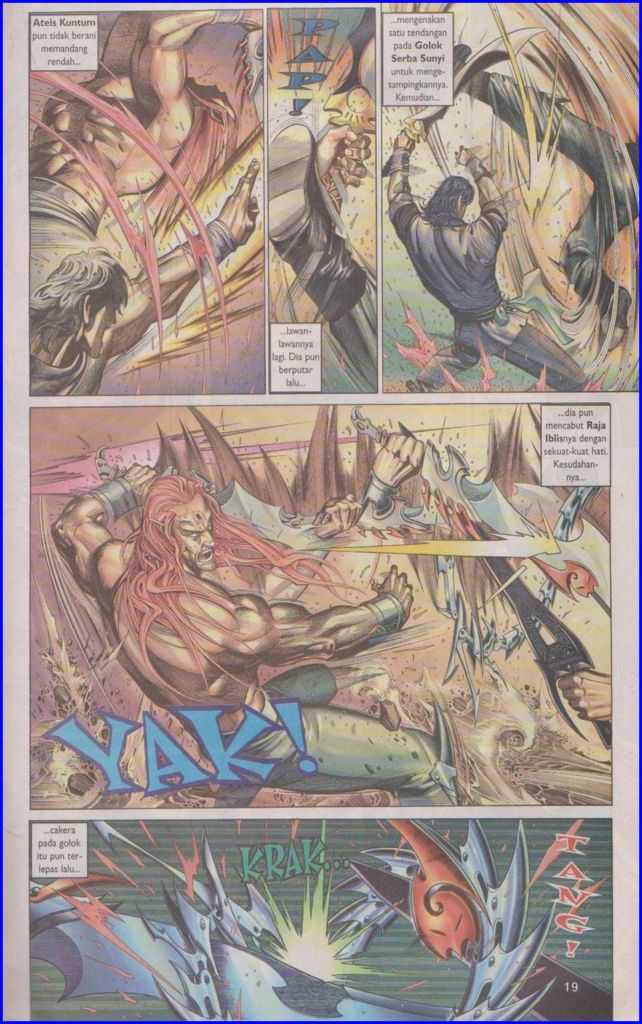 Ateis Kuntum
pun tidak berani
memandang
rendah...
PAP!
...lawan-
lawannya
lagi. Dia pun
berputar
lalu...
...mengenakan
satu tendangan
pada Golok
Serba Sunyi
untuk menge-
sampingkannya.
Kemudian...
...dia pun
mencabut Raja
Iblisnya dengan
sekuat-kuat hati.
Kesudahan-
nya...
YAK!
...cakera
pada golok
itu pun ter-
lepas lalu...
KRAK...
TANG!
19